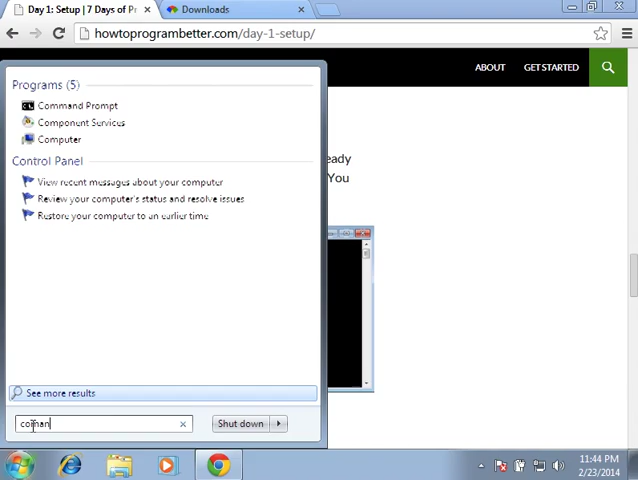 Day 1: Setup | 7 Days of Pr
Downloads
howtoprogrambetter.com/day-1-setup/
ABOUT GET STARTED
Programs (5)
Command Prompt
Component Services
Computer
Control Panel
View recent messages about your computer
Review your computer's status and resolve issues
Restore your computer to an earlier time
eady
You
See more results
coman
Shut down
11:44 PM
2/23/2014